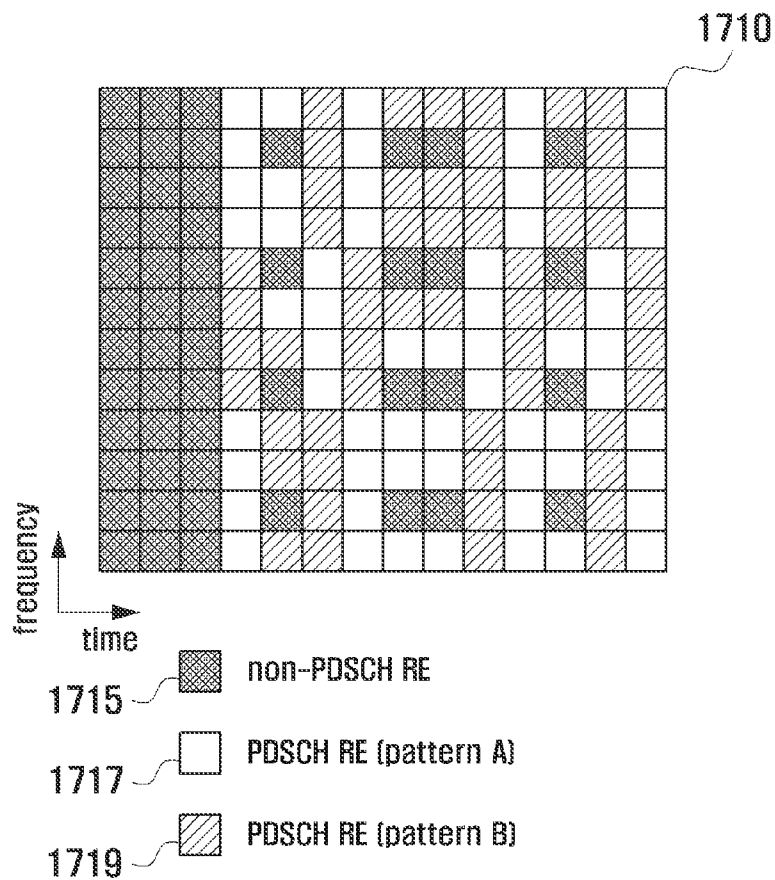 1710
frequency
time
1715
non-PDSCH RE
1717
PDSCH RE (pattern A)
1719
PDSCH RE (pattern B)